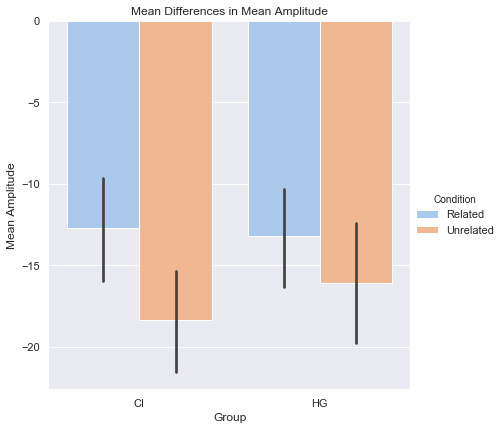 Mean Differences in Mean Amplitude
0
−5
−10
−15
−20
Mean Amplitude
CI
HG
Group
Condition
Related
Unrelated